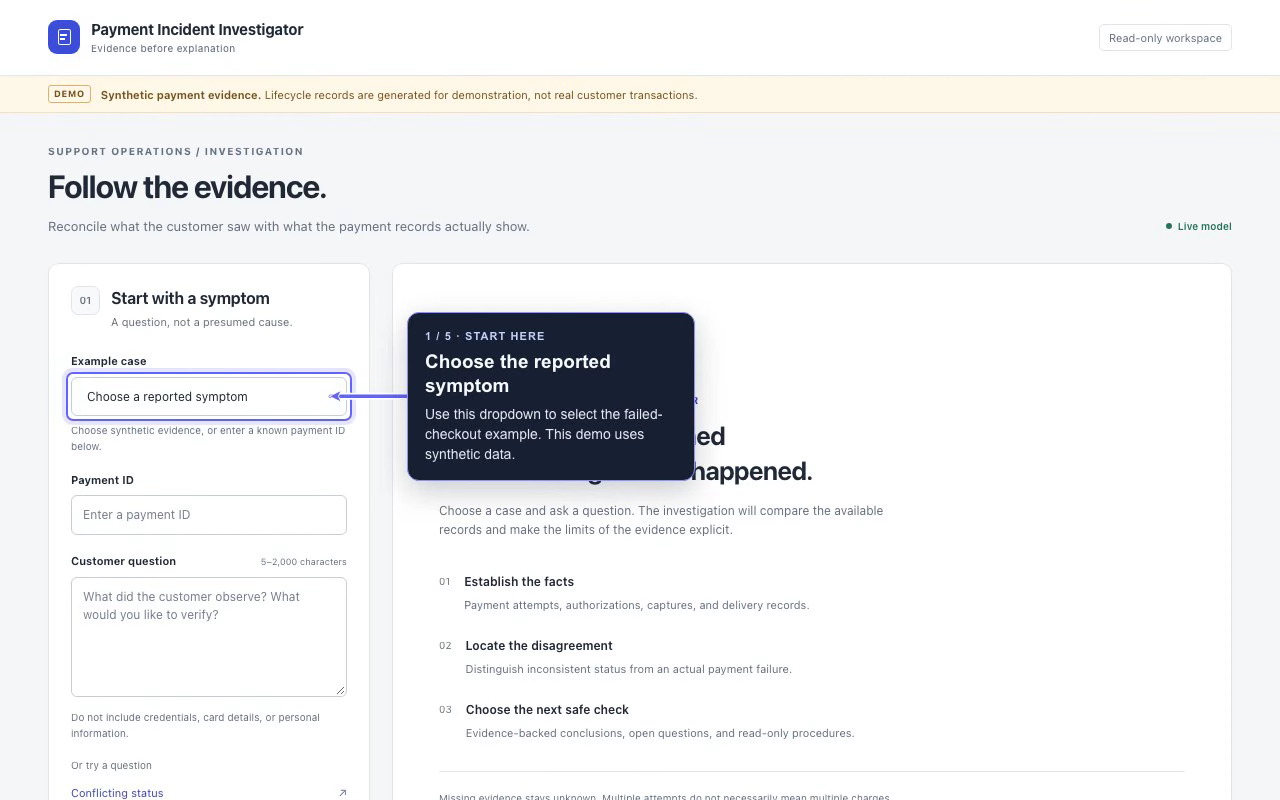 Payment Incident Investigator
Evidence before explanation
Read-only workspace
DEMO Synthetic payment evidence. Lifecycle records are generated for demonstration, not real customer transactions.
SUPPORT OPERATIONS / INVESTIGATION
Follow the evidence.
Reconcile what the customer saw with what the payment records actually show.
Live model
01 Start with a symptom
A question, not a presumed cause.
Example case
Choose a reported symptom
Choose synthetic evidence, or enter a known payment ID
below.
Payment ID
Enter a payment ID
Customer question 5–2,000 characters
What did the customer observe? What
would you like to verify?
Do not include credentials, card details, or personal
information.
Or try a question
Conflicting status ↗
1 / 5 · START HERE
Choose the reported
symptom
Use this dropdown to select the failed-
checkout example. This demo uses
synthetic data.
happened.
Choose a case and ask a question. The investigation will compare the available
records and make the limits of the evidence explicit.
01 Establish the facts
Payment attempts, authorizations, captures, and delivery records.
02 Locate the disagreement
Distinguish inconsistent status from an actual payment failure.
03 Choose the next safe check
Evidence-backed conclusions, open questions, and read-only procedures.
Missing evidence stays unknown. Multiple attempts do not necessarily mean multiple charges.